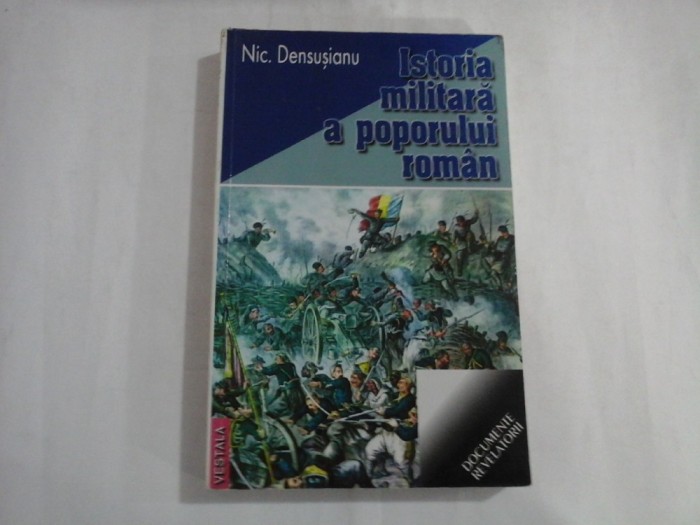 Nic. Densușianu
Istoria
militară
a poporului
român
VESTALA
DOCUMENTE
REVELATORII